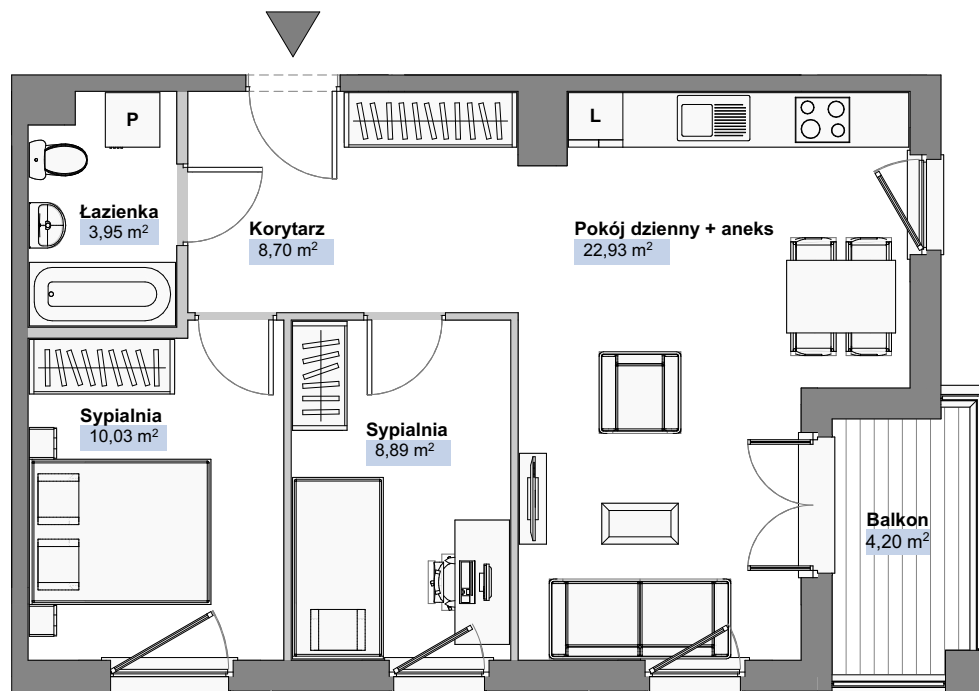 P
L
Łazienka
3,95 m²
Korytarz
8,70 m²
Pokój dzienny + aneks
22,93 m²
Sypialnia
10,03 m²
Sypialnia
8,89 m²
Balkon
4,20 m²